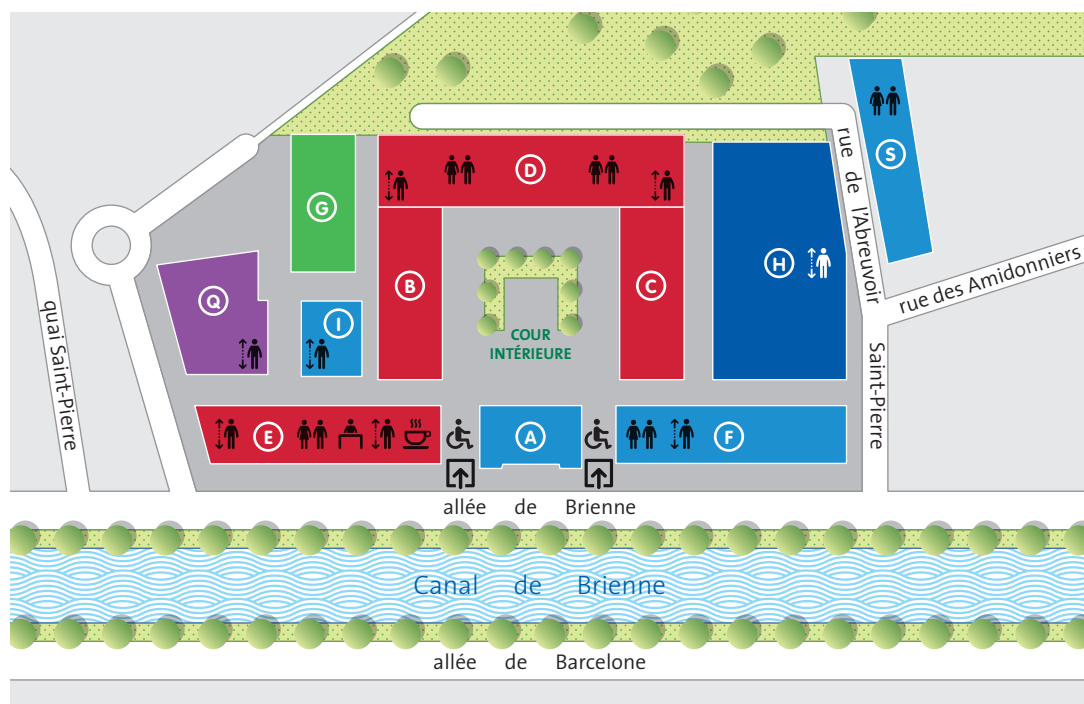 D
S
G
rue de l'Abreuvoir
H
B
C
rue des Amidonniers
Q
I
COUR
INTÉRIEURE
quai Saint-Pierre
Saint-Pierre
E
A
F
allée de Brienne
Canal de Brienne
allée de Barcelone